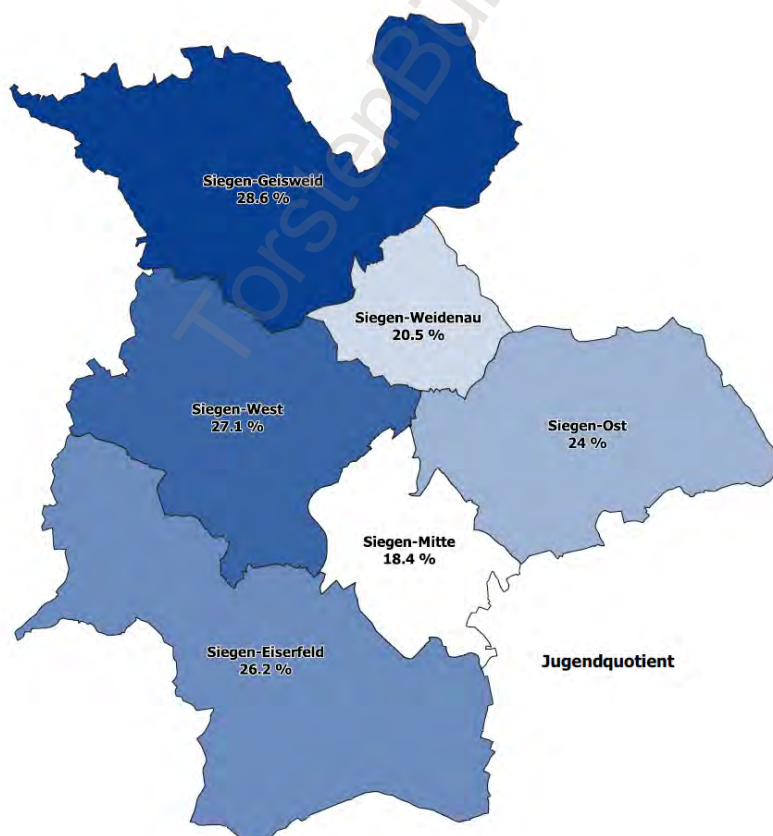 TorstenBü
Siegen-Geisweid
28.6 %
Siegen-Weidenau
20.5 %
Siegen-West
27.1 %
Siegen-Ost
24 %
Siegen-Mitte
18.4 %
Siegen-Eiserfeld
26.2 %
Jugendquotient